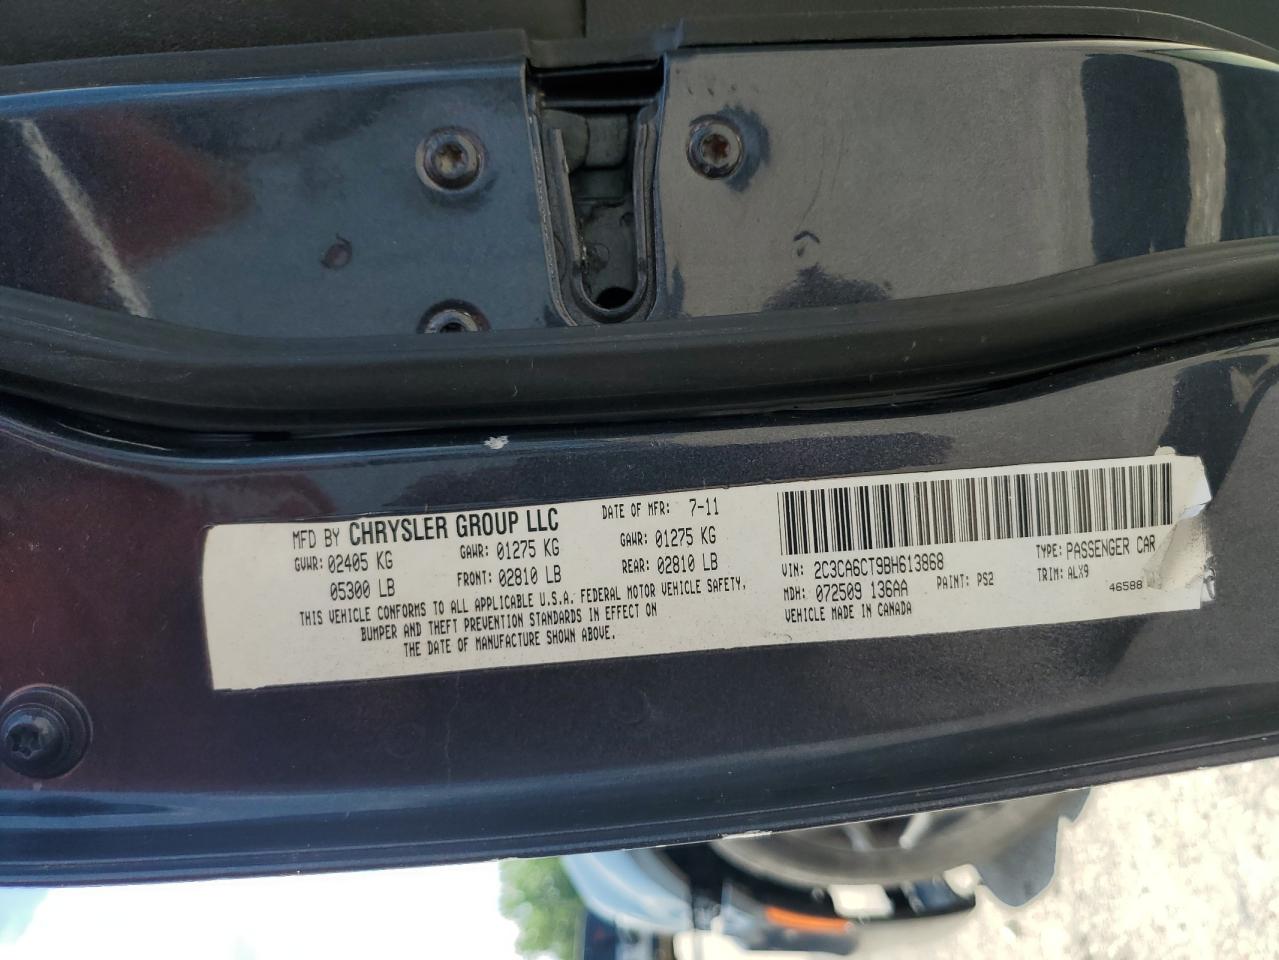 MFD BY CHRYSLER GROUP LLC DATE OF MFR: 7-11
GVWR: 02405 KG GAWR: 01275 KG GAWR: 01275 KG
05300 LB FRONT: 02810 LB REAR: 02810 LB
THIS VEHICLE CONFORMS TO ALL APPLICABLE U.S.A. FEDERAL MOTOR VEHICLE SAFETY,
BUMPER AND THEFT PREVENTION STANDARDS IN EFFECT ON
THE DATE OF MANUFACTURE SHOWN ABOVE.
VIN: 2C3CA6CT9BH613868 TYPE: PASSENGER CAR
MDH: 072509 136AA PAINT: PS2 TRIM: ALX9
VEHICLE MADE IN CANADA 46588